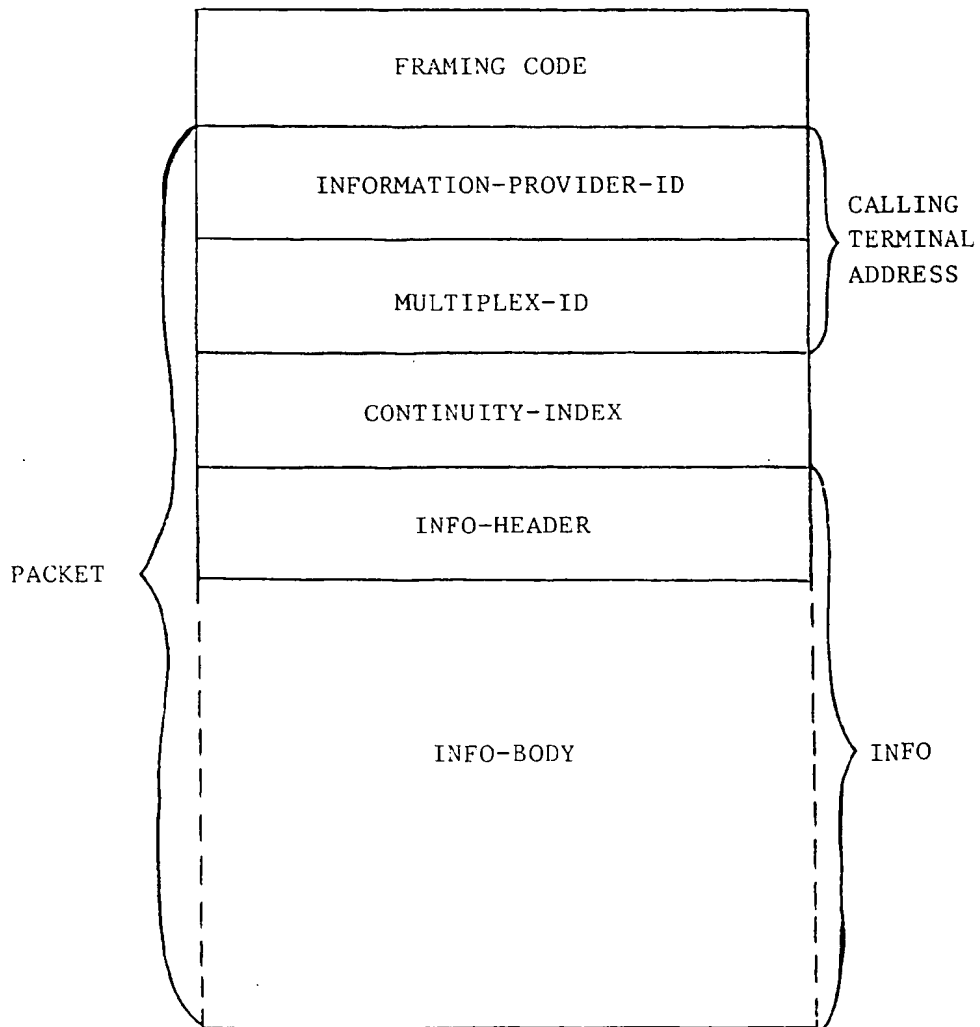 FRAMING CODE
INFORMATION-PROVIDER-ID
CALLING
TERMINAL
ADDRESS
MULTIPLEX-ID
CONTINUITY-INDEX
INFO-HEADER
PACKET
INFO-BODY
INFO